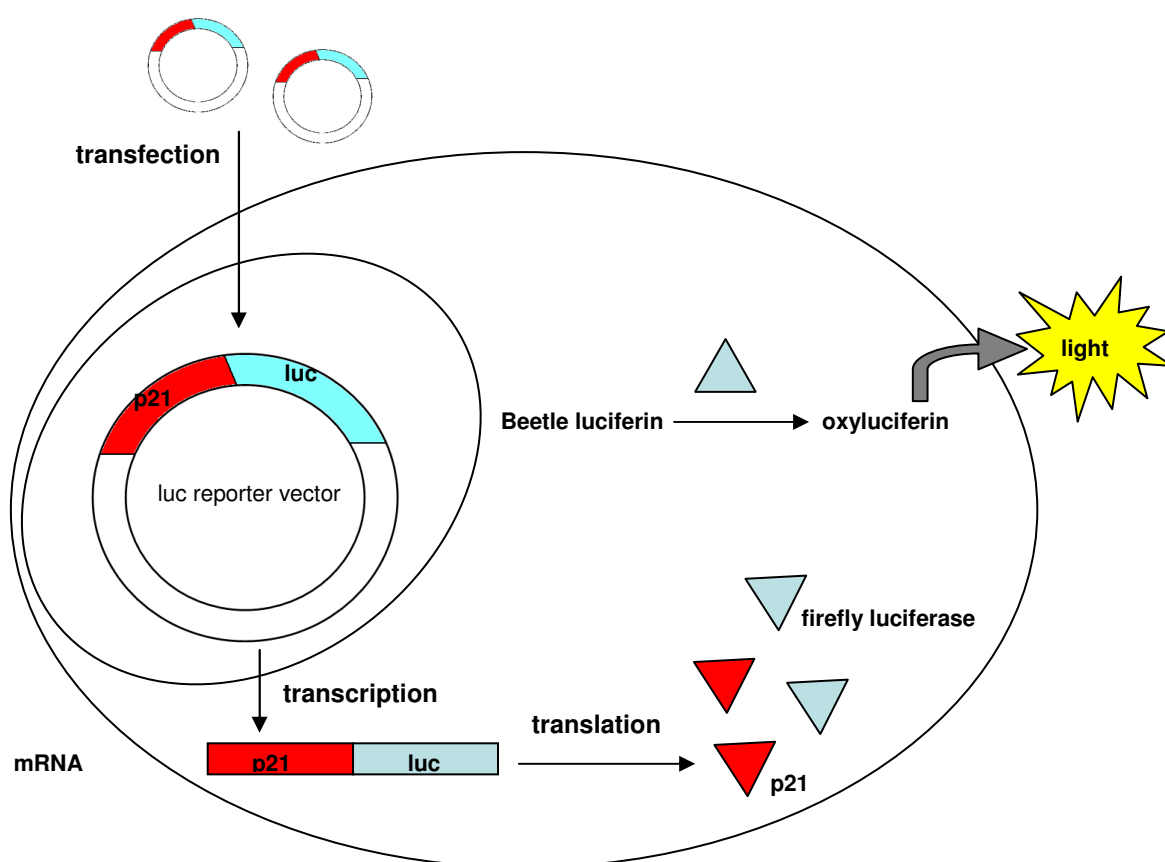 transfection
light
p21
luc
Beetle luciferin
oxyluciferin
luc reporter vector
firefly luciferase
transcription
translation
mRNA
p21
luc
p21